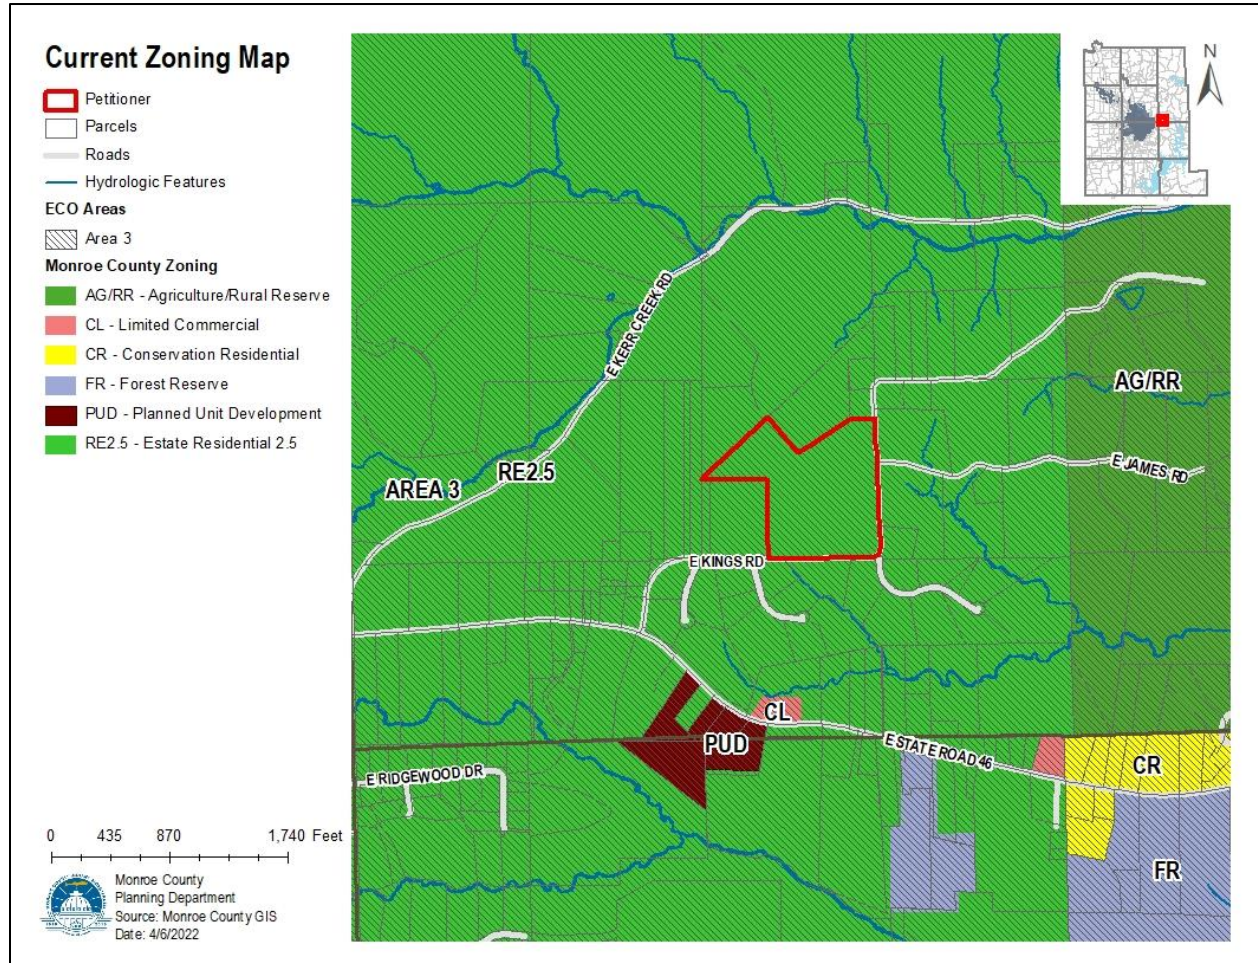 Current Zoning Map
Petitioner
Parcels
Roads
Hydrologic Features
ECO Areas
Area 3
Monroe County Zoning
AG/RR - Agriculture/Rural Reserve
CL - Limited Commercial
CR - Conservation Residential
FR - Forest Reserve
PUD - Planned Unit Development
RE2.5 - Estate Residential 2.5
N
E KERR CREEK RD
AG/RR
E JAMES RD
RE2.5
AREA 3
E KINGS RD
CL
PUD
E STATE ROAD 46
CR
E RIDGEWOOD DR
FR
0 435 870 1,740 Feet
Monroe County
Planning Department
Source: Monroe County GIS
Date: 4/6/2022